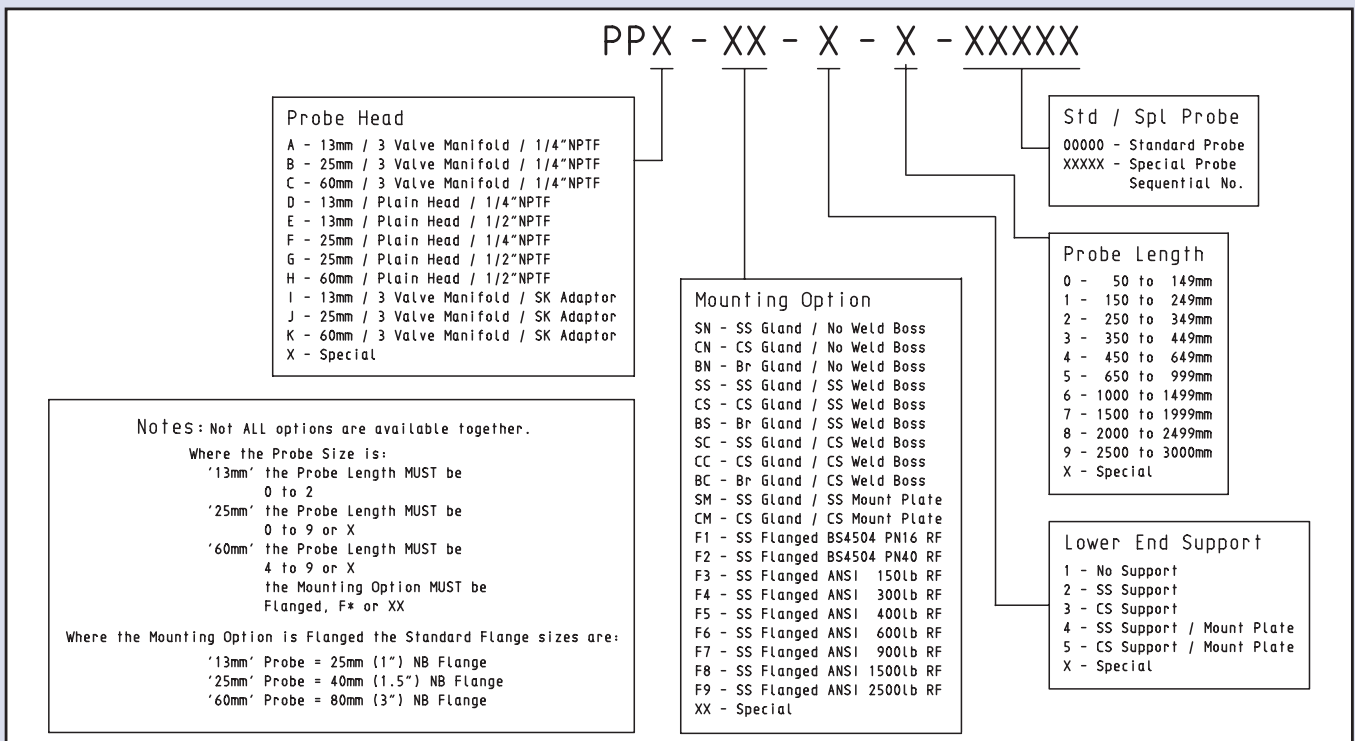 PPX - XX - X - X - XXXXX
Probe Head
A - 13mm / 3 Valve Manifold / 1/4"NPTF
B - 25mm / 3 Valve Manifold / 1/4"NPTF
C - 60mm / 3 Valve Manifold / 1/4"NPTF
D - 13mm / Plain Head / 1/4"NPTF
E - 13mm / Plain Head / 1/2"NPTF
F - 25mm / Plain Head / 1/4"NPTF
G - 25mm / Plain Head / 1/2"NPTF
H - 60mm / Plain Head / 1/2"NPTF
I - 13mm / 3 Valve Manifold / SK Adaptor
J - 25mm / 3 Valve Manifold / SK Adaptor
K - 60mm / 3 Valve Manifold / SK Adaptor
X - Special
Notes: Not ALL options are available together.
Where the Probe Size is:
'13mm' the Probe Length MUST be
0 to 2
'25mm' the Probe Length MUST be
0 to 9 or X
'60mm' the Probe Length MUST be
4 to 9 or X
the Mounting Option MUST be
Flanged, F* or XX
Where the Mounting Option is Flanged the Standard Flange sizes are:
'13mm' Probe = 25mm (1") NB Flange
'25mm' Probe = 40mm (1.5") NB Flange
'60mm' Probe = 80mm (3") NB Flange
Mounting Option
SN - SS Gland / No Weld Boss
CN - CS Gland / No Weld Boss
BN - Br Gland / No Weld Boss
SS - SS Gland / SS Weld Boss
CS - CS Gland / SS Weld Boss
BS - Br Gland / SS Weld Boss
SC - SS Gland / CS Weld Boss
CC - CS Gland / CS Weld Boss
BC - Br Gland / CS Weld Boss
SM - SS Gland / SS Mount Plate
CM - CS Gland / CS Mount Plate
F1 - SS Flanged BS4504 PN16 RF
F2 - SS Flanged BS4504 PN40 RF
F3 - SS Flanged ANSI 150lb RF
F4 - SS Flanged ANSI 300lb RF
F5 - SS Flanged ANSI 400lb RF
F6 - SS Flanged ANSI 600lb RF
F7 - SS Flanged ANSI 900lb RF
F8 - SS Flanged ANSI 1500lb RF
F9 - SS Flanged ANSI 2500lb RF
XX - Special
Std / Spl Probe
00000 - Standard Probe
XXXXX - Special Probe
Sequential No.
Probe Length
0 - 50 to 149mm
1 - 150 to 249mm
2 - 250 to 349mm
3 - 350 to 449mm
4 - 450 to 649mm
5 - 650 to 999mm
6 - 1000 to 1499mm
7 - 1500 to 1999mm
8 - 2000 to 2499mm
9 - 2500 to 3000mm
X - Special
Lower End Support
1 - No Support
2 - SS Support
3 - CS Support
4 - SS Support / Mount Plate
5 - CS Support / Mount Plate
X - Special